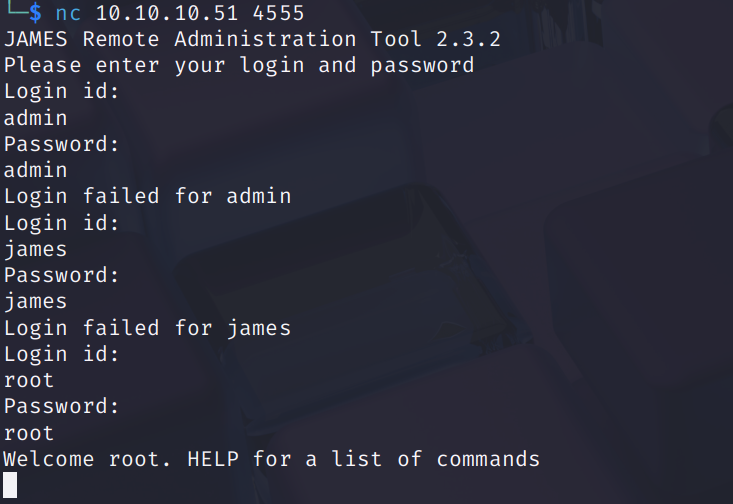 └─$ nc 10.10.10.51 4555
JAMES Remote Administration Tool 2.3.2
Please enter your login and password
Login id:
admin
Password:
admin
Login failed for admin
Login id:
james
Password:
james
Login failed for james
Login id:
root
Password:
root
Welcome root. HELP for a list of commands